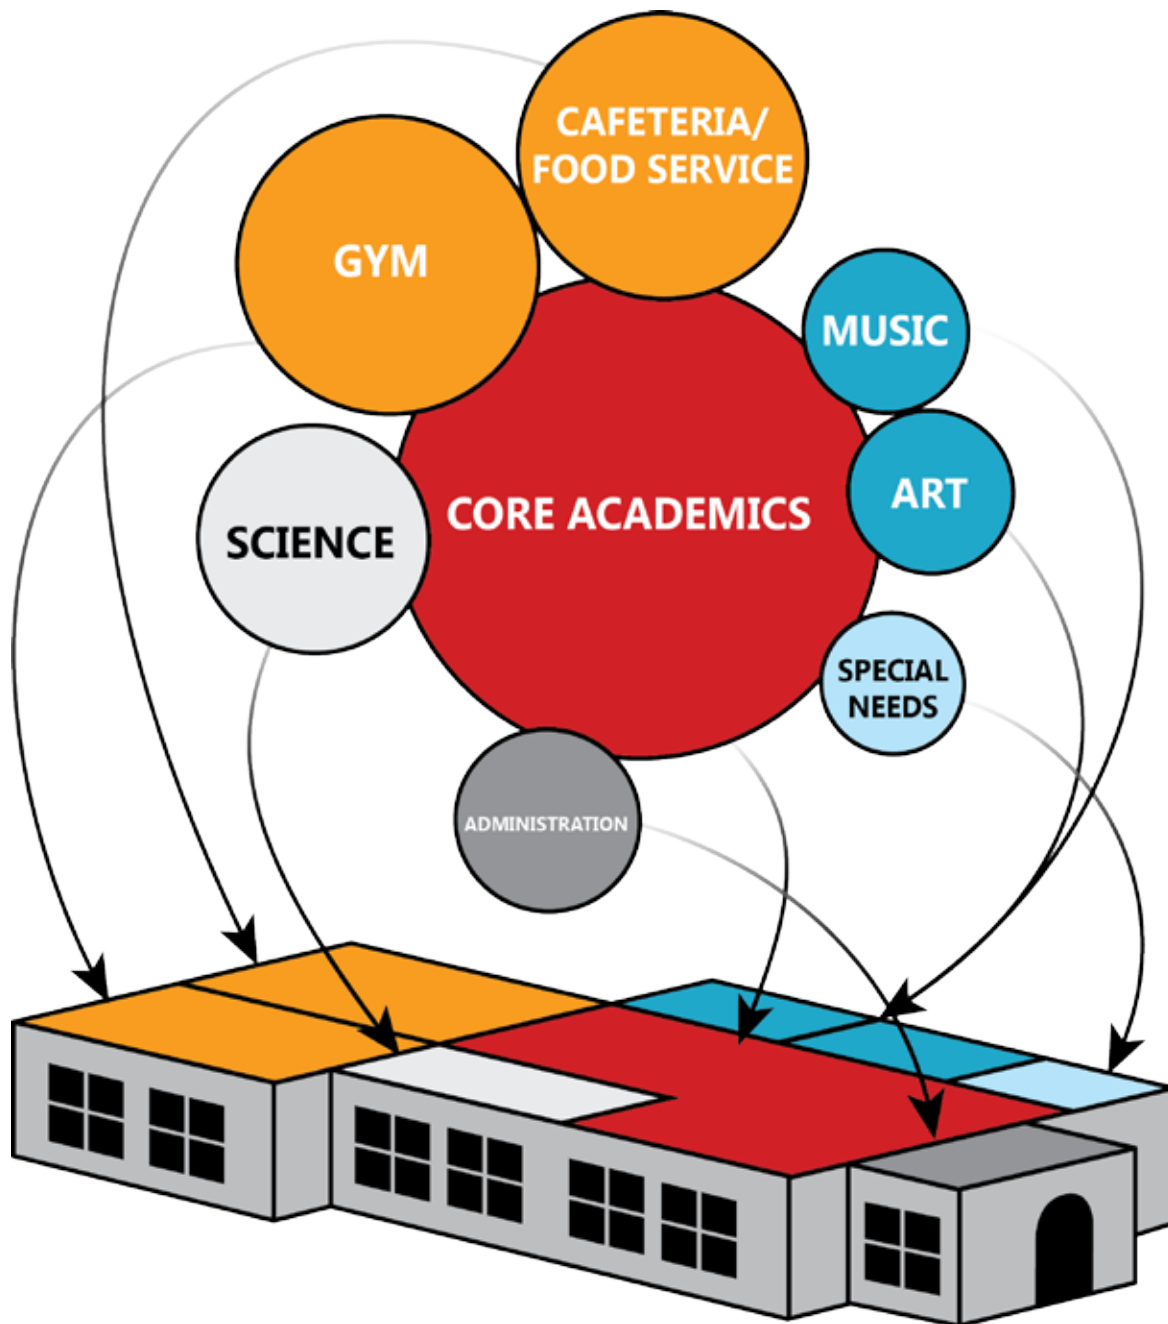 CAFETERIA/
FOOD SERVICE
GYM
MUSIC
ART
CORE ACADEMICS
SCIENCE
SPECIAL
NEEDS
ADMINISTRATION